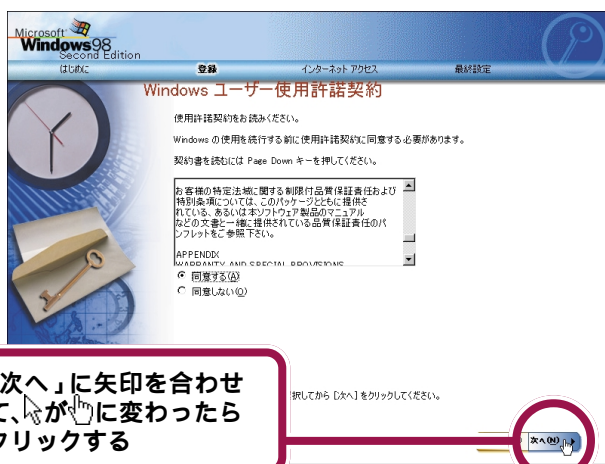 Microsoft
Windows98
Second Edition
はじめに 登録 インターネット アクセス 最終設定
Windows ユーザー使用許諾契約
使用許諾契約をお読みください。
Windows の使用を続行する前に使用許諾契約に同意する必要があります。
契約書を読むには Page Down キーを押してください。
お客様の特定法域に関する制限付品質保証責任および
特別条項については、このパッケージとともに提供さ
れている、あるいは本ソフトウェア製品のマニュアル
などの文書と一緒に提供されている品質保証責任のパ
ンフレットをご参照下さい。
APPENDIX
WARRANTY AND SPECIAL PROVISIONS
同意する(A)
同意しない(O)
択してから [次へ] をクリックしてください。
次へ」に矢印を合わせ
て、が に変わったら
クリックする
次へ(N)